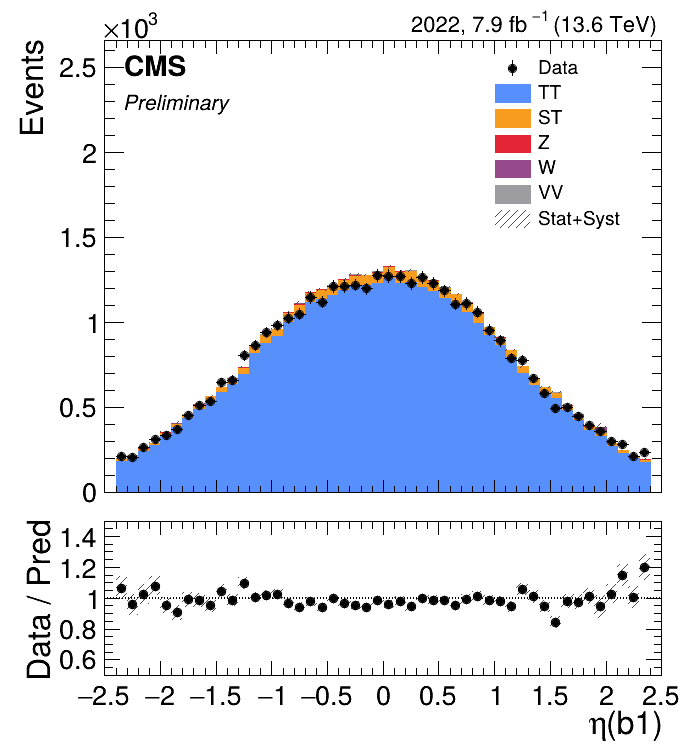 ×10³
2022, 7.9 fb⁻¹ (13.6 TeV)
Events
CMS
Preliminary
Data
TT
ST
Z
W
VV
Stat+Syst
2.5
2
1.5
1
0.5
0
Data / Pred
1.4
1.2
1
0.8
0.6
−2.5 −2 −1.5 −1 −0.5 0 0.5 1 1.5 2 2.5
η(b1)